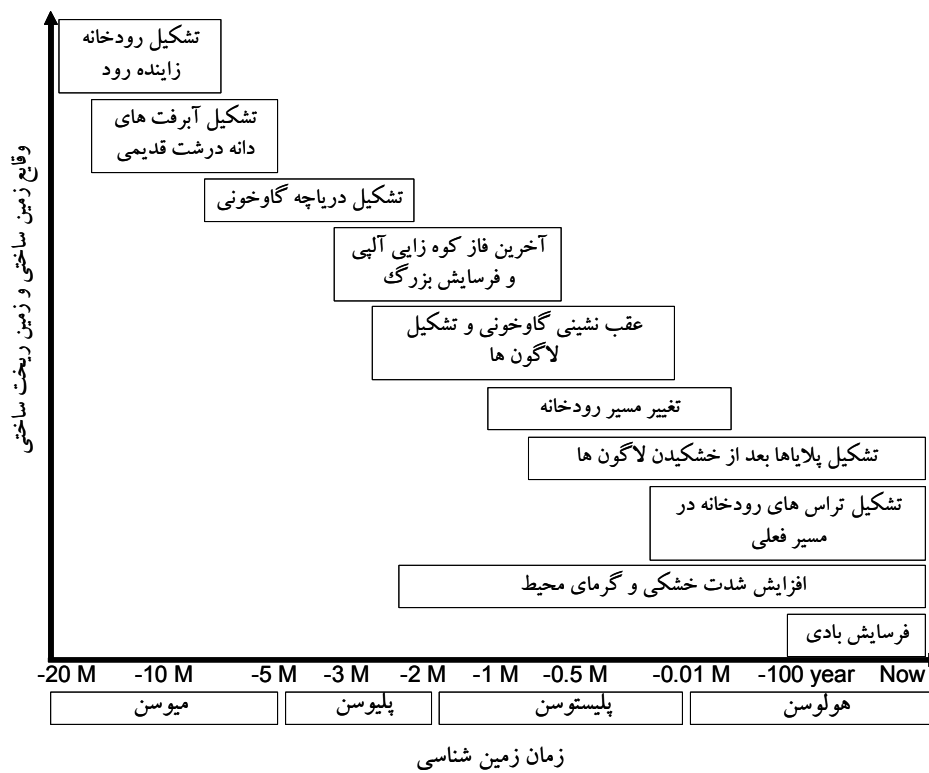 تشکیل رودخانه
زاینده رود
تشکیل آبرفت های
دانه درشت قدیمی
تشکیل دریاچه گاوخونی
آخرین فاز کوه زایی آلپی
و فرسایش بزرگ
عقب نشینی گاوخونی و تشکیل
لاگون ها
تغییر مسیر رودخانه
تشکیل پلایاها بعد از خشکیدن لاگون ها
تشکیل تراس های رودخانه در
مسیر فعلی
افزایش شدت خشکی و گرمای محیط
فرسایش بادی
وقایع زمین ساختی و زمین ریخت ساختی
-20 M -10 M -5 M -3 M -2 M -1 M -0.5 M -0.01 M -100 year Now
میوسن پلیوسن پلیستوسن هولوسن
زمان زمین شناسی